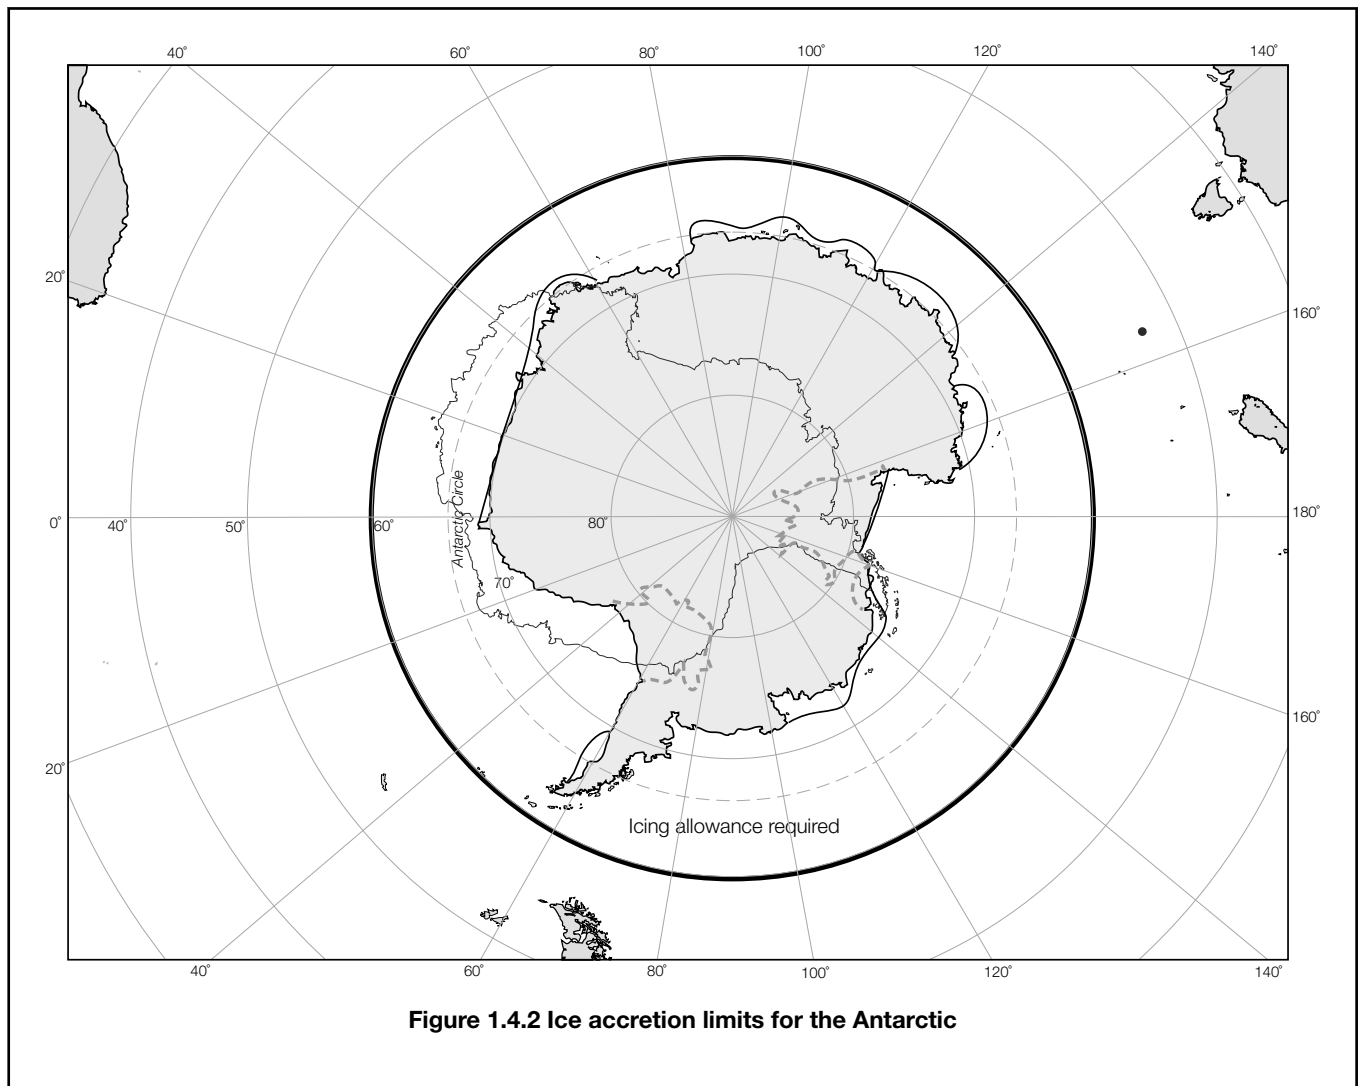 40° 60° 80° 100° 120° 140°
20°
160°
Antarctic Circle
0° 40° 50° 60° 80° 180°
70°
160°
20°
Icing allowance required
40° 60° 80° 100° 120° 140°
Figure 1.4.2 Ice accretion limits for the Antarctic